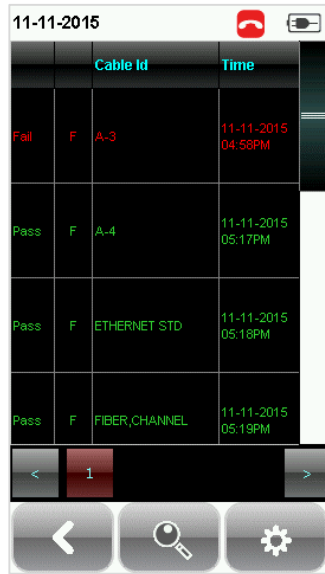 11-11-2015
Cable Id Time
Fail F A-3 11-11-2015
04:58PM
Pass F A-4 11-11-2015
05:17PM
Pass F ETHERNET STD 11-11-2015
05:18PM
Pass F FIBER,CHANNEL 11-11-2015
05:19PM
< 1 >